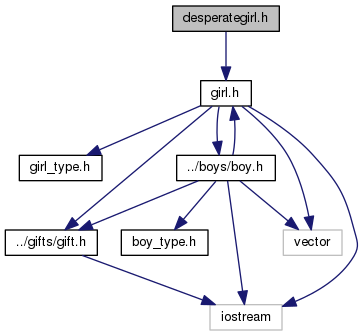 desperategirl.h
girl.h
girl_type.h
../boys/boy.h
../gifts/gift.h
boy_type.h
vector
iostream